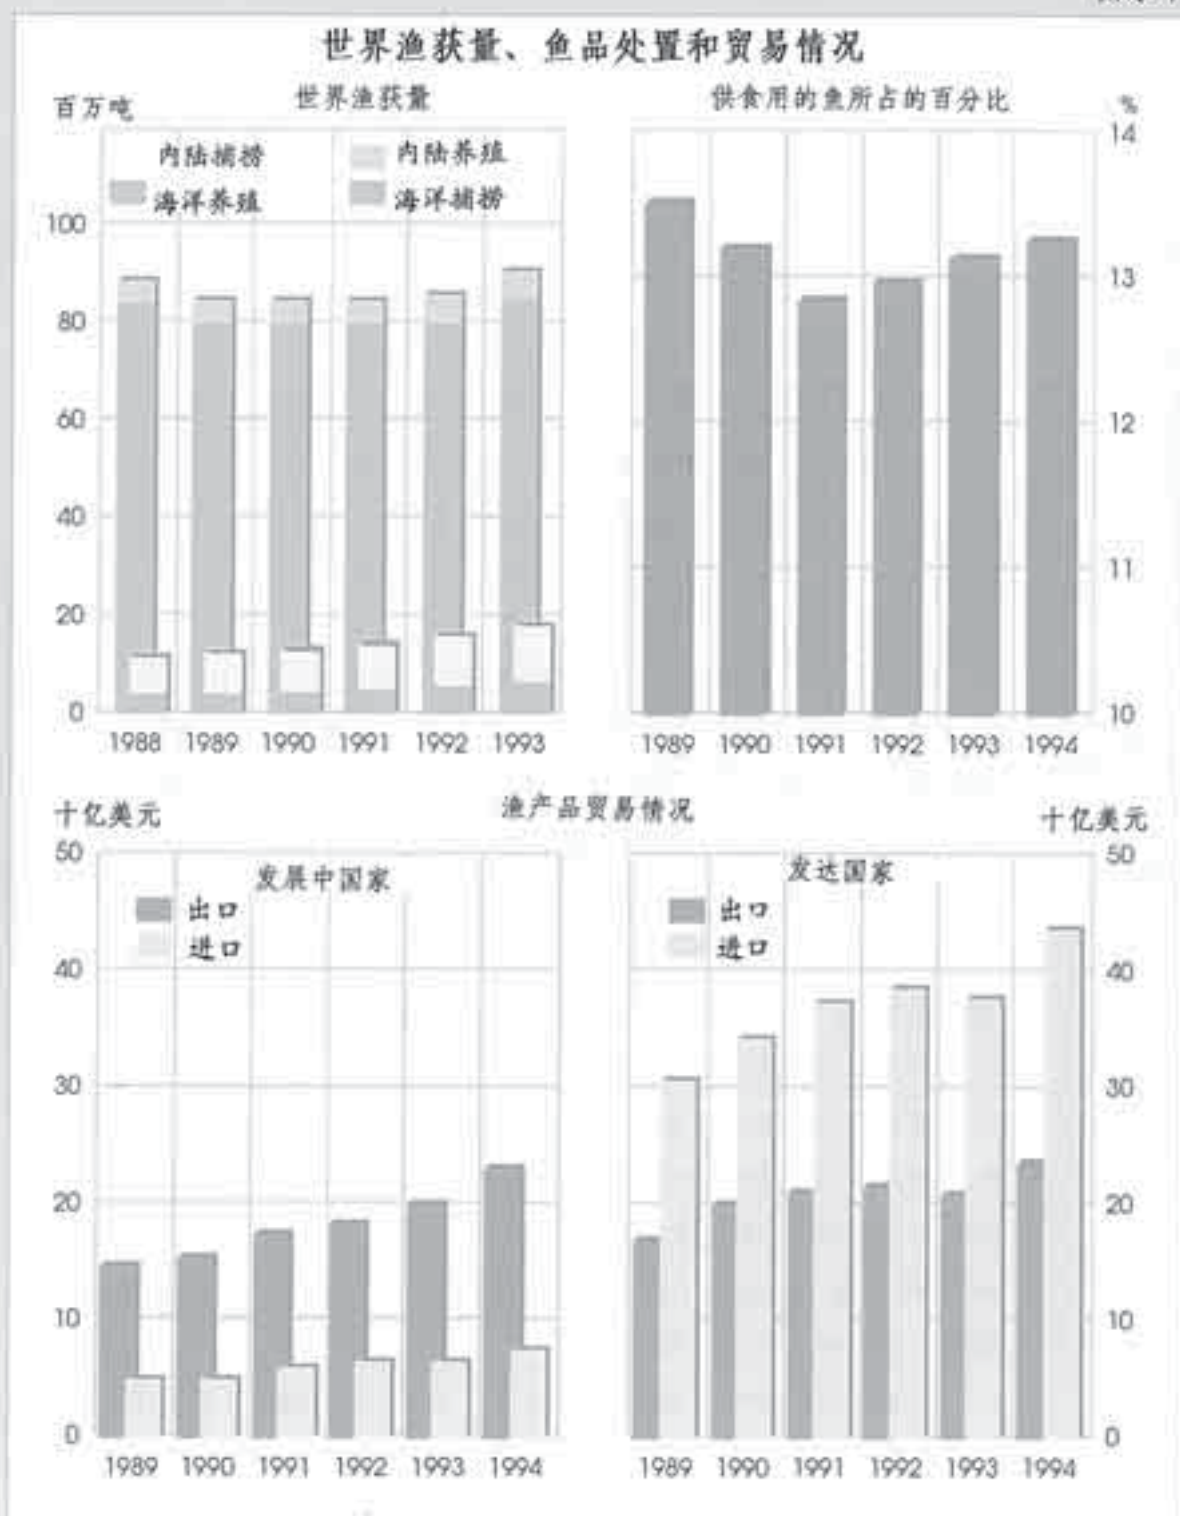 世界渔获量、鱼品处置和贸易情况
百万吨 世界渔获量
内陆捕捞 内陆养殖
海洋养殖 海洋捕捞
100
80
60
40
20
0
1988 1989 1990 1991 1992 1993
供食用的鱼所占的百分比 %
14
13
12
11
10
1989 1990 1991 1992 1993 1994
渔产品贸易情况
十亿美元
发展中国家
出口
进口
50
40
30
20
10
0
1989 1990 1991 1992 1993 1994
十亿美元
发达国家
出口
进口
50
40
30
20
10
0
1989 1990 1991 1992 1993 1994